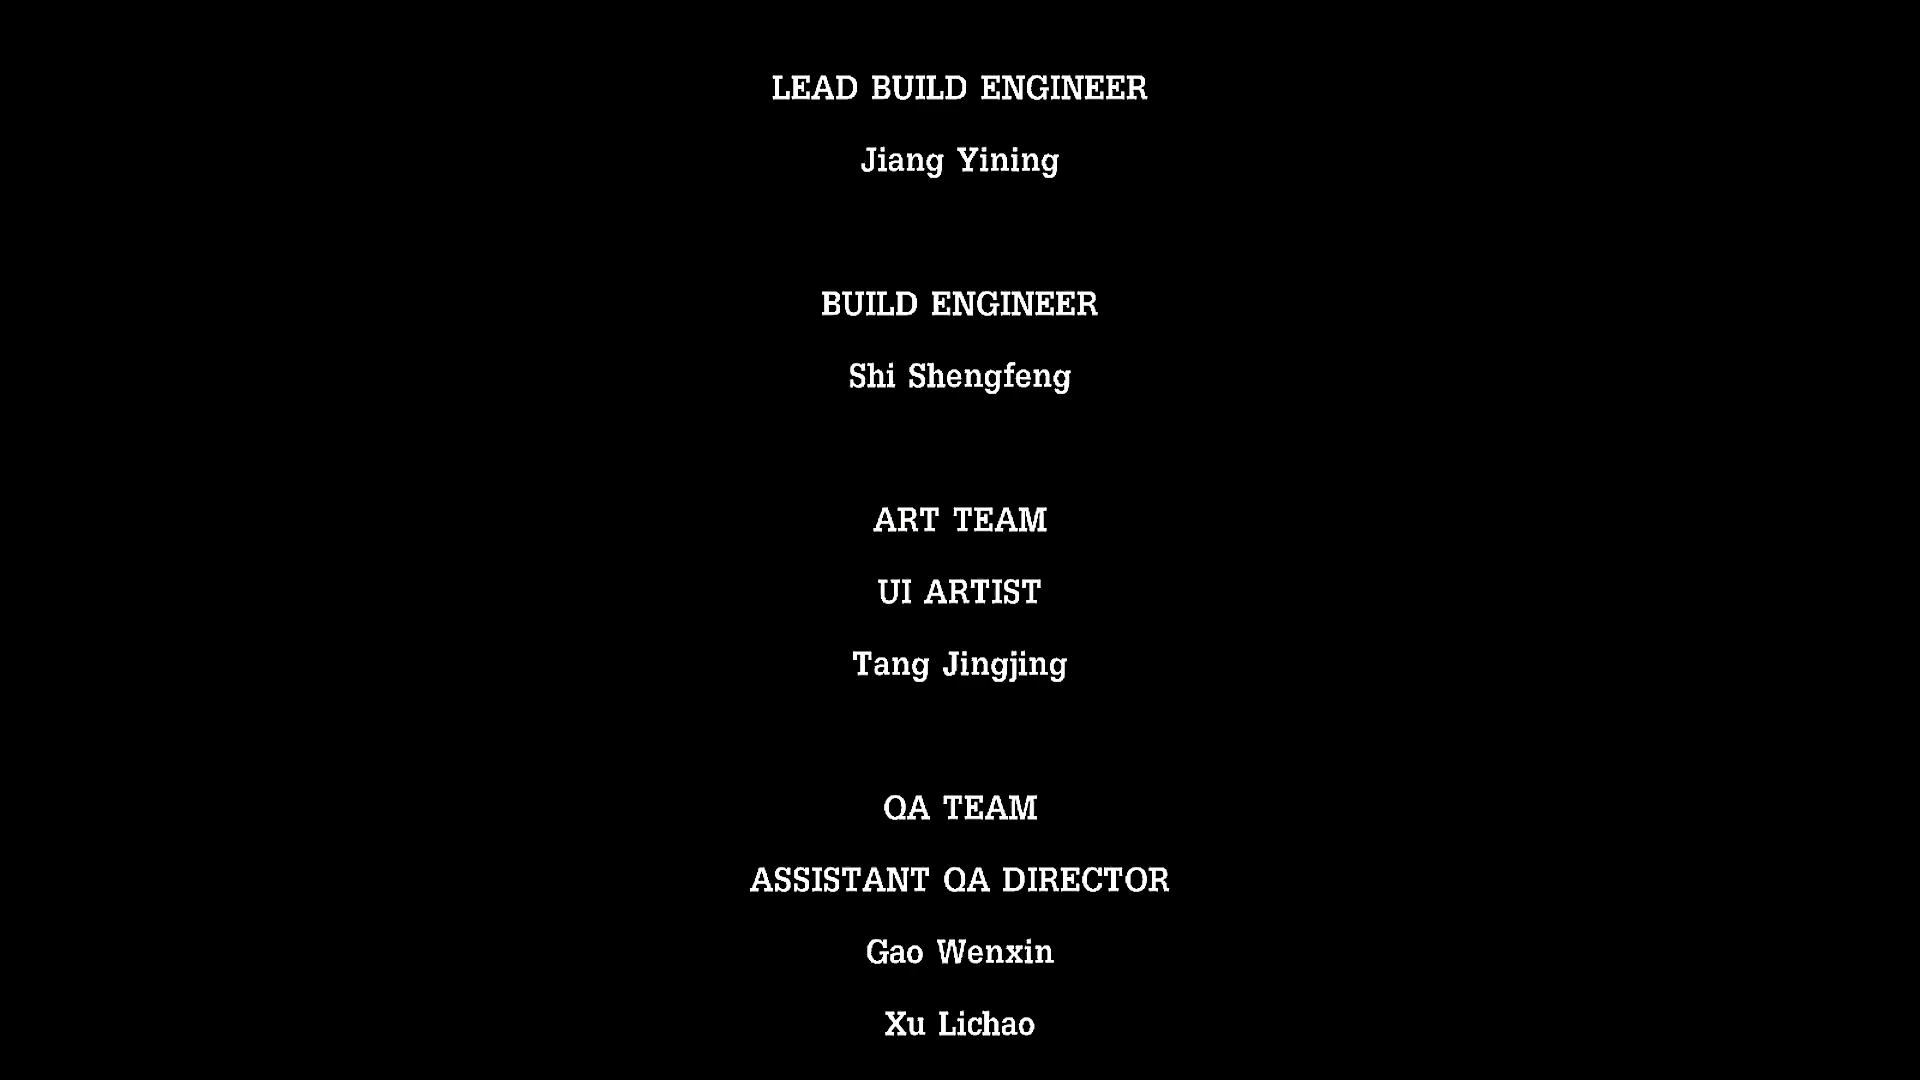 LEAD BUILD ENGINEER
Jiang Yining
BUILD ENGINEER
Shi Shengfeng
ART TEAM
UI ARTIST
Tang Jingjing
QA TEAM
ASSISTANT QA DIRECTOR
Gao Wenxin
Xu Lichao